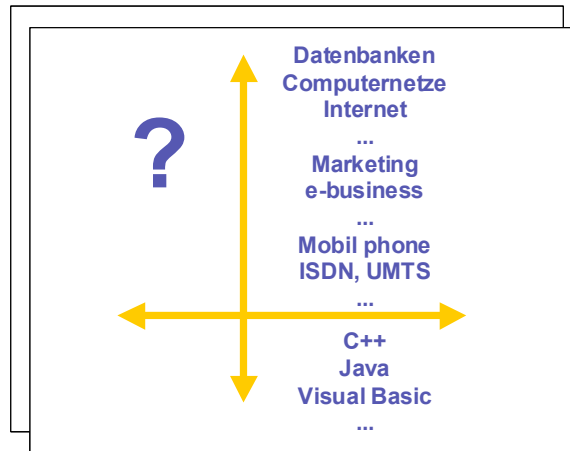 Datenbanken
Computernetze
Internet
...
?
Marketing
e-business
...
Mobil phone
ISDN, UMTS
...
C++
Java
Visual Basic
...